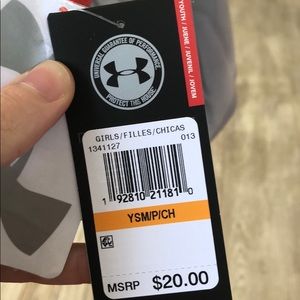 UNIVERSAL GUARANTEE OF PERFORMANCE
PROTECT THIS HOUSE
YOUTH / JEUNE / JUVENIL / JOVEM
GIRLS/FILLES/CHICAS
1341127 013
1 92810 21181 0
YSM/P/CH
MSRP $20.00